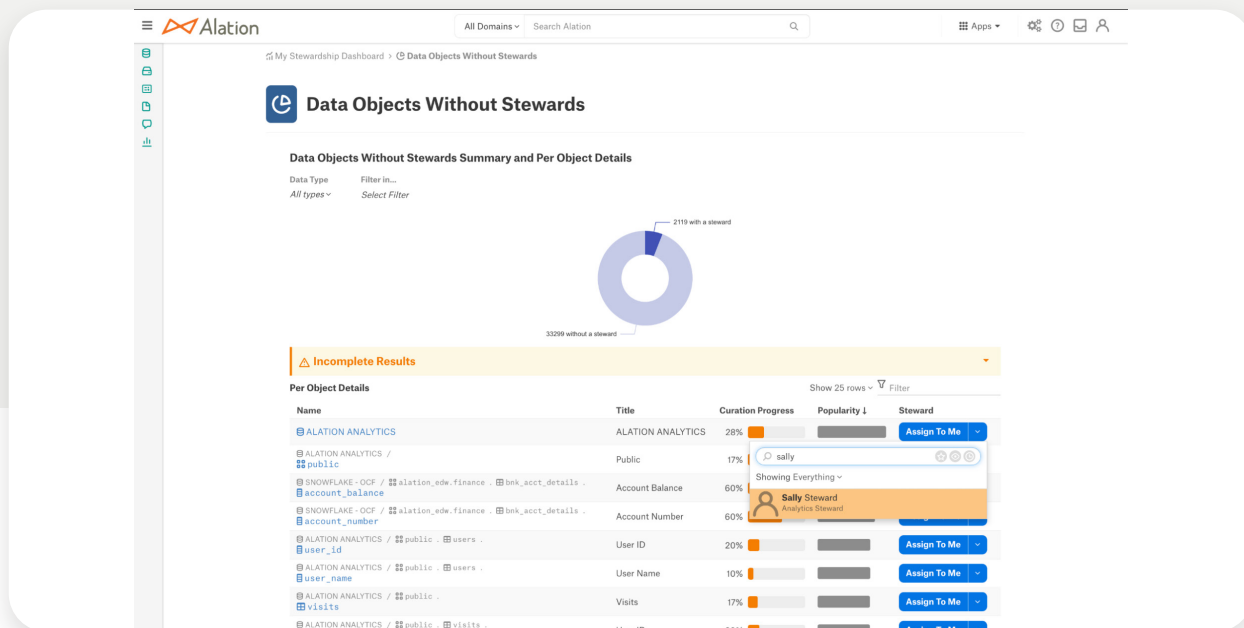 Alation
All Domains
Search Alation
Apps
My Stewardship Dashboard > Data Objects Without Stewards
Data Objects Without Stewards
Data Objects Without Stewards Summary and Per Object Details
Data Type Filter in...
All types Select Filter
2119 with a steward
33299 without a steward
Incomplete Results
Per Object Details Show 25 rows Filter
Name Title Curation Progress Popularity ↓ Steward
ALATION ANALYTICS ALATION ANALYTICS 28% Assign To Me
ALATION ANALYTICS /
public Public 17%
sally
Showing Everything
Sally Steward
Analytics Steward
SNOWFLAKE - OCF / alation_edw.finance . bnk_acct_details .
account_balance Account Balance 60%
SNOWFLAKE - OCF / alation_edw.finance . bnk_acct_details .
account_number Account Number 60%
ALATION ANALYTICS / public . users .
user_id User ID 20% Assign To Me
ALATION ANALYTICS / public . users .
user_name User Name 10% Assign To Me
ALATION ANALYTICS / public .
visits Visits 17% Assign To Me
ALATION ANALYTICS / public . visits .